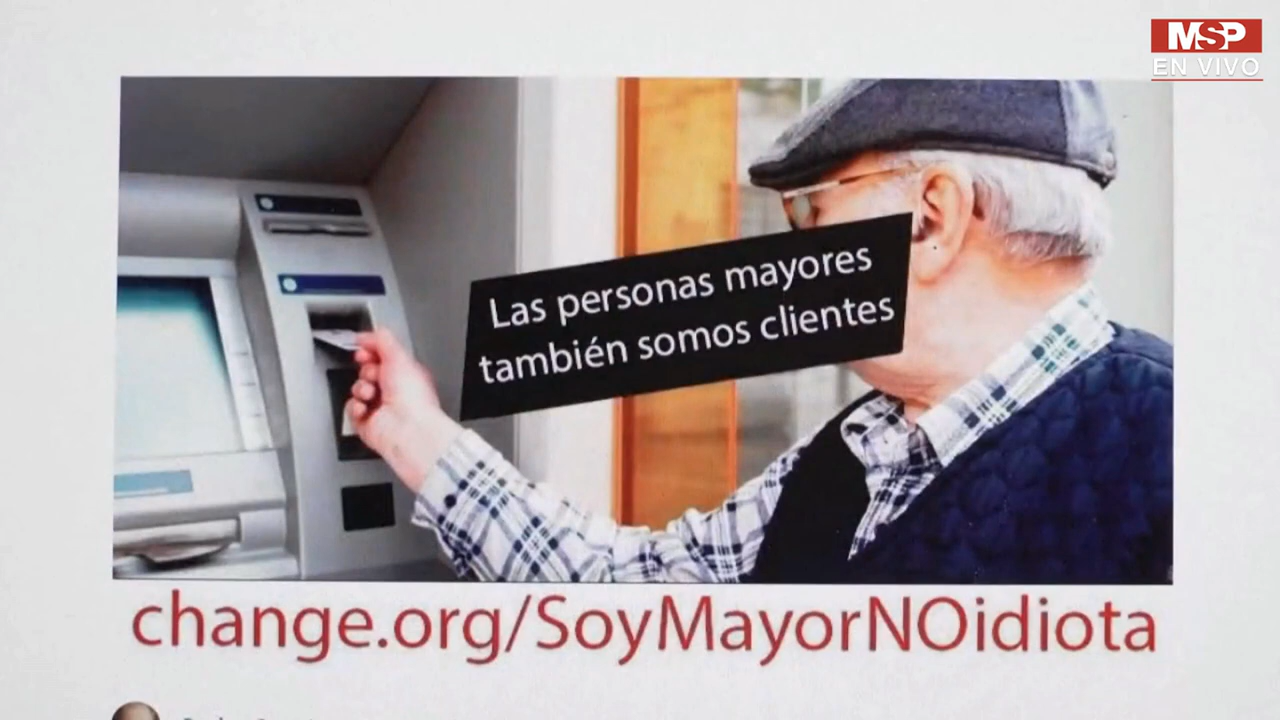 MSP
EN VIVO
Las personas mayores
también somos clientes
change.org/SoyMayorNOidiota